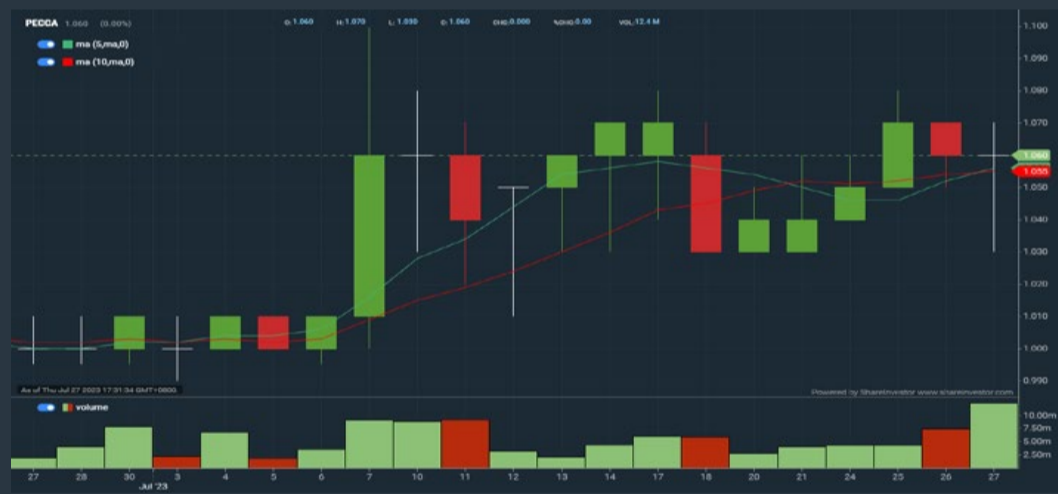 PECCA 1.060 (0.00%) O: 1.060 H: 1.070 L: 1.030 C: 1.060 CHG:0.000 %CHG:0.00 VOL:12.4 M
ma (5,ma,0)
ma (10,ma,0)
1.100
1.090
1.080
1.070
1.060
1.050
1.040
1.030
1.020
1.010
1.000
0.990
1.060
As of Thu Jul 27 2023 17:31:34 GMT+0800.
Powered by ShareInvestor www.shareinvestor.com
volume
10.00m
7.50m
5.00m
2.50m
27 28 30 3 4 5 6 7 10 11 12 13 14 17 18 20 21 24 25 26 27
Jul '23